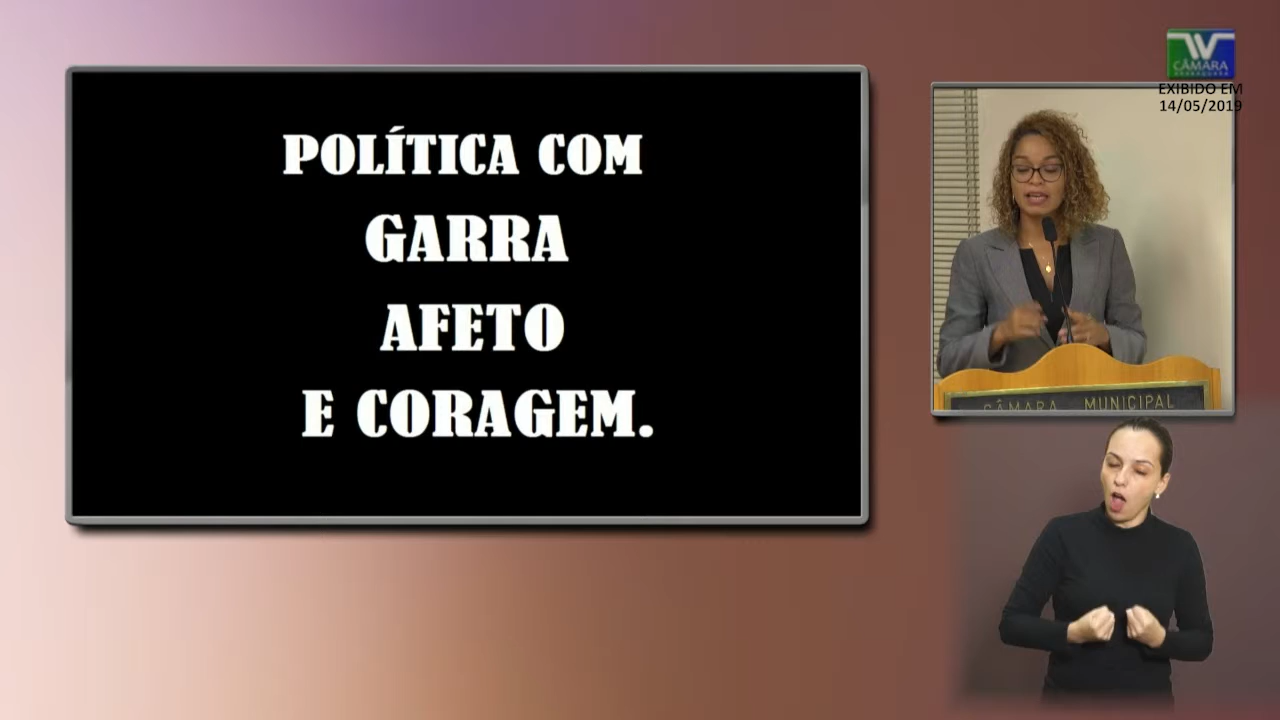 POLÍTICA COM
GARRA
AFETO
E CORAGEM.
CÂMARA
EXIBIDO EM
14/05/2019
CÂMARA MUNICIPAL